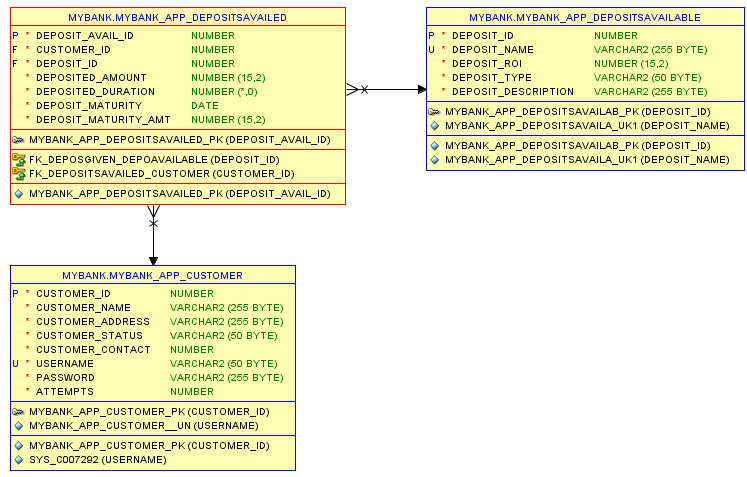 MYBANK.MYBANK_APP_DEPOSITSAVAILED
P * DEPOSIT_AVAIL_ID NUMBER
F * CUSTOMER_ID NUMBER
F * DEPOSIT_ID NUMBER
* DEPOSITED_AMOUNT NUMBER (15,2)
* DEPOSITED_DURATION NUMBER (*,0)
* DEPOSIT_MATURITY DATE
* DEPOSIT_MATURITY_AMT NUMBER (15,2)
MYBANK_APP_DEPOSITSAVAILED_PK (DEPOSIT_AVAIL_ID)
FK_DEPOSGIVEN_DEPOAVAILABLE (DEPOSIT_ID)
FK_DEPOSITSAVAILED_CUSTOMER (CUSTOMER_ID)
MYBANK_APP_DEPOSITSAVAILED_PK (DEPOSIT_AVAIL_ID)
MYBANK.MYBANK_APP_DEPOSITSAVAILABLE
P * DEPOSIT_ID NUMBER
U * DEPOSIT_NAME VARCHAR2 (255 BYTE)
* DEPOSIT_ROI NUMBER (15,2)
* DEPOSIT_TYPE VARCHAR2 (50 BYTE)
* DEPOSIT_DESCRIPTION VARCHAR2 (255 BYTE)
MYBANK_APP_DEPOSITSAVAILAB_PK (DEPOSIT_ID)
MYBANK_APP_DEPOSITSAVAILA_UK1 (DEPOSIT_NAME)
MYBANK_APP_DEPOSITSAVAILAB_PK (DEPOSIT_ID)
MYBANK_APP_DEPOSITSAVAILA_UK1 (DEPOSIT_NAME)
MYBANK.MYBANK_APP_CUSTOMER
P * CUSTOMER_ID NUMBER
* CUSTOMER_NAME VARCHAR2 (255 BYTE)
* CUSTOMER_ADDRESS VARCHAR2 (255 BYTE)
* CUSTOMER_STATUS VARCHAR2 (50 BYTE)
* CUSTOMER_CONTACT NUMBER
U * USERNAME VARCHAR2 (50 BYTE)
* PASSWORD VARCHAR2 (255 BYTE)
* ATTEMPTS NUMBER
MYBANK_APP_CUSTOMER_PK (CUSTOMER_ID)
MYBANK_APP_CUSTOMER__UN (USERNAME)
MYBANK_APP_CUSTOMER_PK (CUSTOMER_ID)
SYS_C007292 (USERNAME)